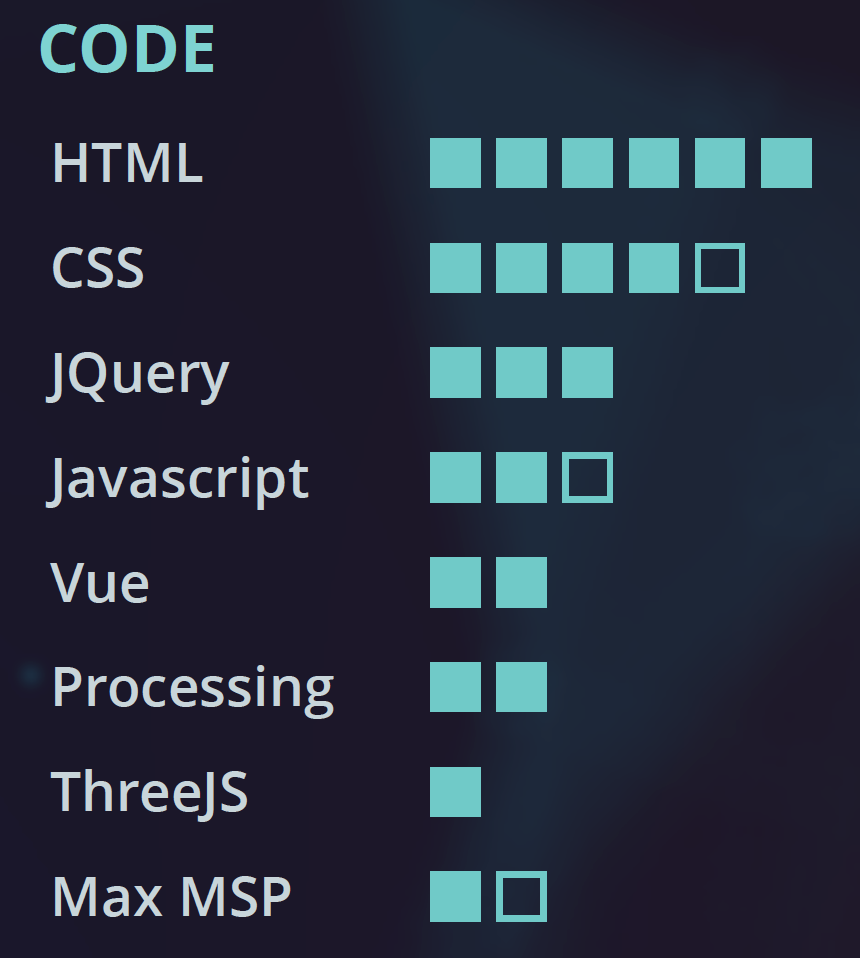 CODE
HTML
CSS
JQuery
Javascript
Vue
Processing
ThreeJS
Max MSP